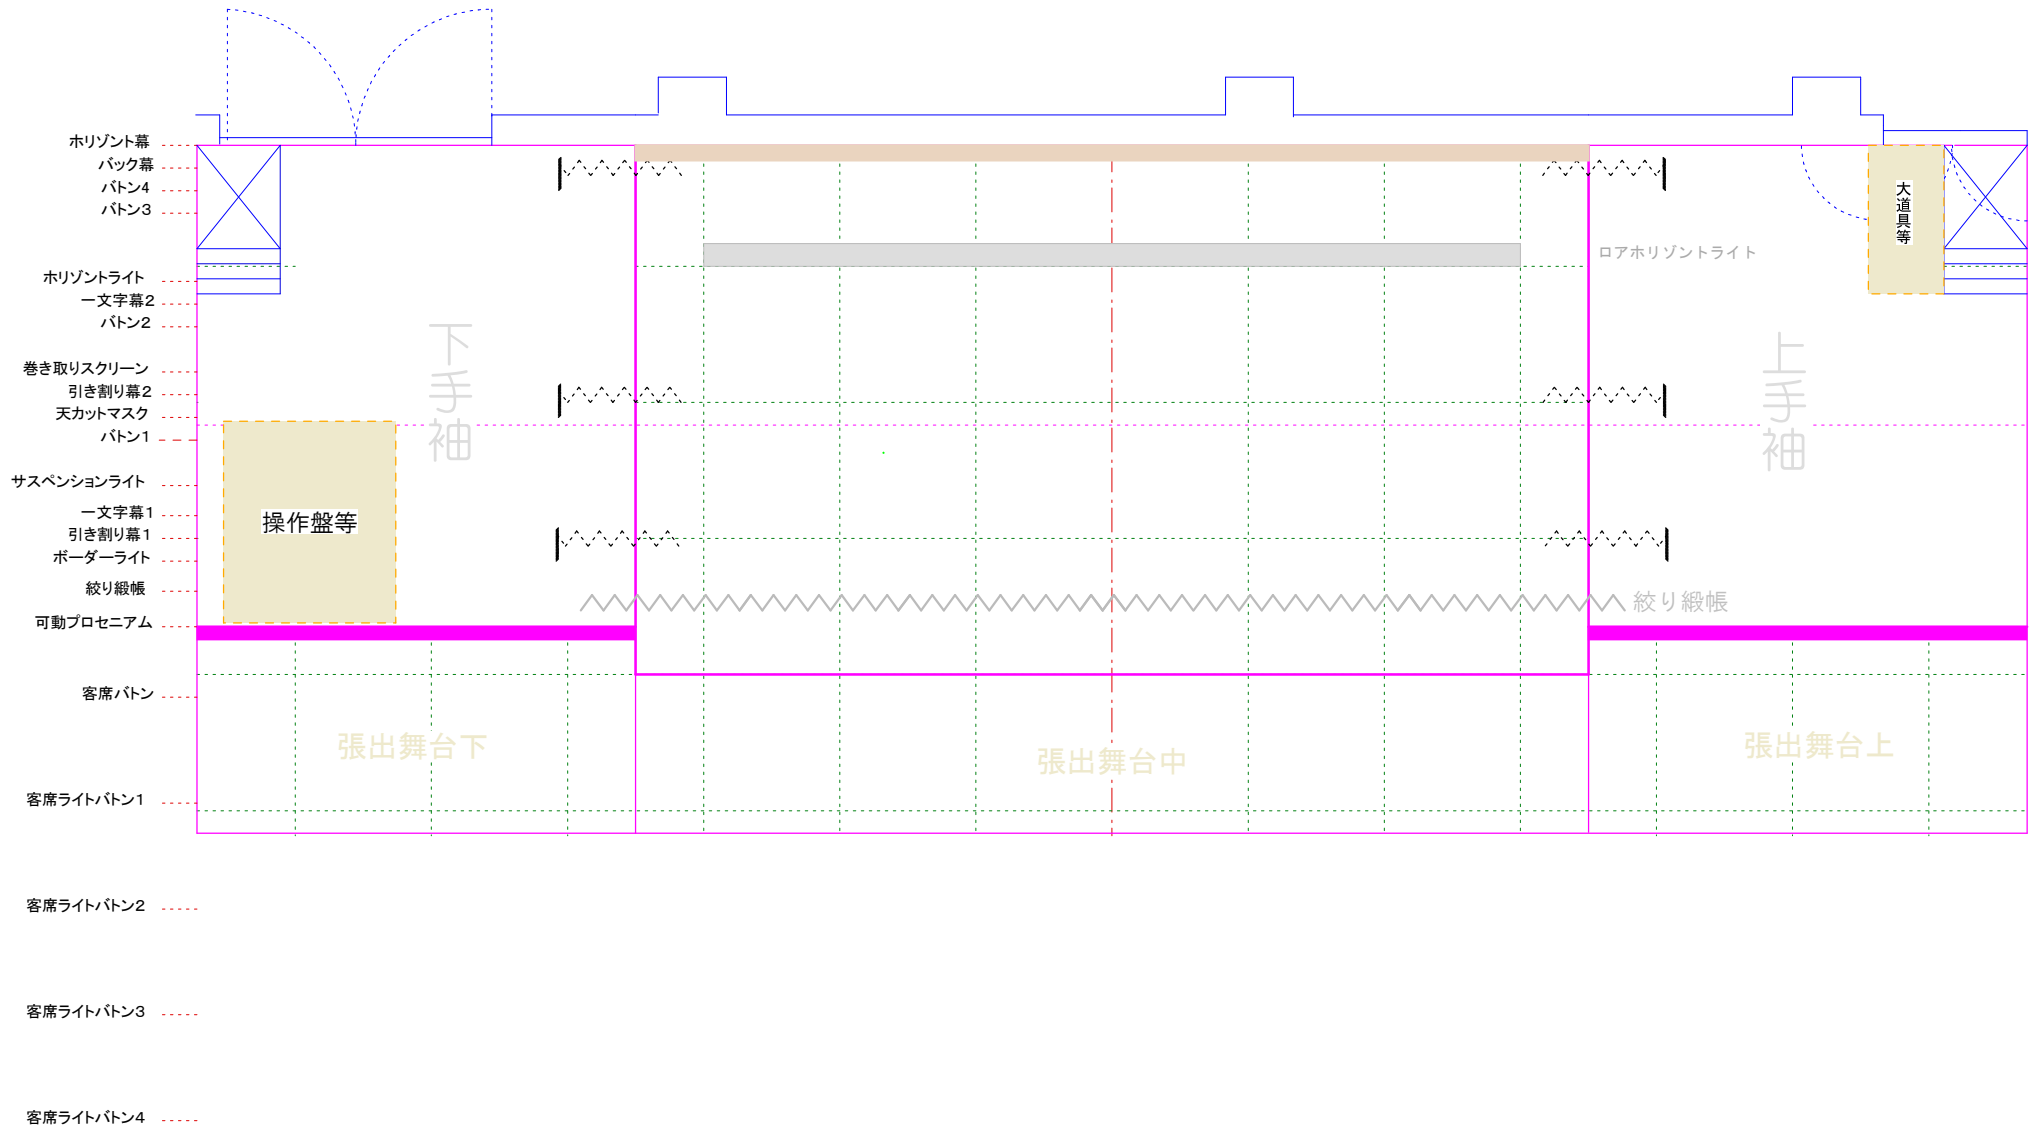 ホリゾント幕
バック幕
バトン4
バトン3
ホリゾントライト
一文字幕2
バトン2
巻き取りスクリーン
引き割り幕2
天カットマスク
バトン1
サスペンションライト
一文字幕1
引き割り幕1
ボーダーライト
絞り緞帳
可動プロセニアム
客席バトン
客席ライトバトン1
客席ライトバトン2
客席ライトバトン3
客席ライトバトン4
下手袖
操作盤等
ロアホリゾントライト
大道具等
上手袖
絞り緞帳
張出舞台下
張出舞台中
張出舞台上